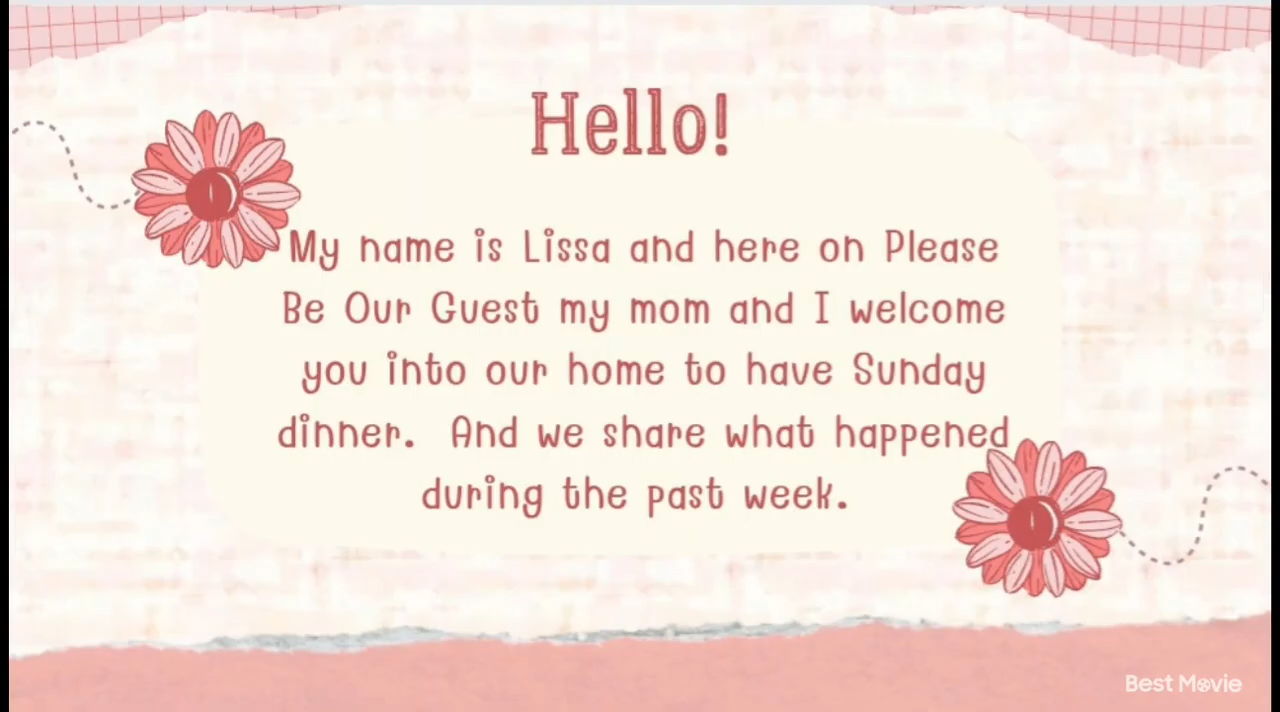 Hello!
My name is Lissa and here on Please
Be Our Guest my mom and I welcome
you into our home to have Sunday
dinner.  And we share what happened
during the past week.
Best Movie